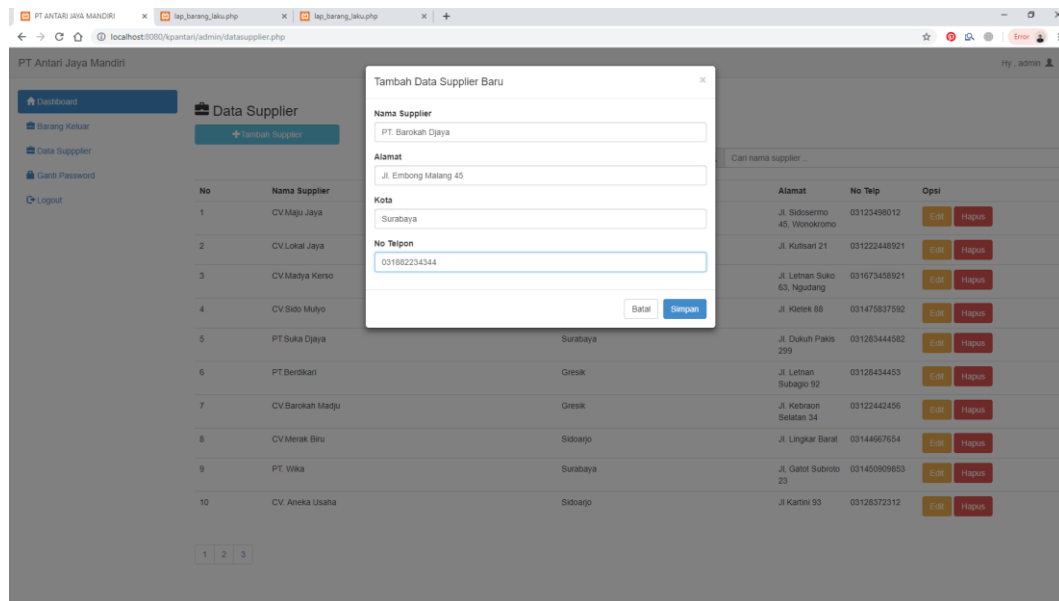 PT ANTARI JAYA MANDIRI
lap_barang_laku.php
lap_barang_laku.php
localhost:8080/kpantari/admin/datasupplier.php
Error
PT Antari Jaya Mandiri
Hy , admin
Dashboard
Barang Keluar
Data Suppplier
Ganti Password
Logout
Data Supplier
Tambah Supplier
Cari nama supplier ..
Tambah Data Supplier Baru
Nama Supplier
PT. Barokah Djaya
Alamat
Jl. Embong Malang 45
Kota
Surabaya
No Telpon
031882234344
Batal Simpan
No Nama Supplier Alamat No Telp Opsi
1 CV.Maju Jaya Jl. Sidosermo 45, Wonokromo 03123498012 Edit Hapus
2 CV.Lokal Jaya Jl. Kutisari 21 031222448921 Edit Hapus
3 CV.Madya Kerso Jl. Letnan Suko 63, Ngudang 031673458921 Edit Hapus
4 CV.Sido Mulyo Jl. Kletek 88 031475837592 Edit Hapus
5 PT.Suka Djaya Surabaya Jl. Dukuh Pakis 299 031283444582 Edit Hapus
6 PT.Berdikari Gresik Jl. Letnan Subagio 92 03128434453 Edit Hapus
7 CV.Barokah Madju Gresik Jl. Kebraon Selatan 34 03122442456 Edit Hapus
8 CV.Merak Biru Sidoarjo Jl. Lingkar Barat 03144667654 Edit Hapus
9 PT. Wika Surabaya Jl, Gatot Subroto 23 031450909853 Edit Hapus
10 CV. Aneka Usaha Sidoarjo Jl Kartini 93 03128372312 Edit Hapus
1 2 3